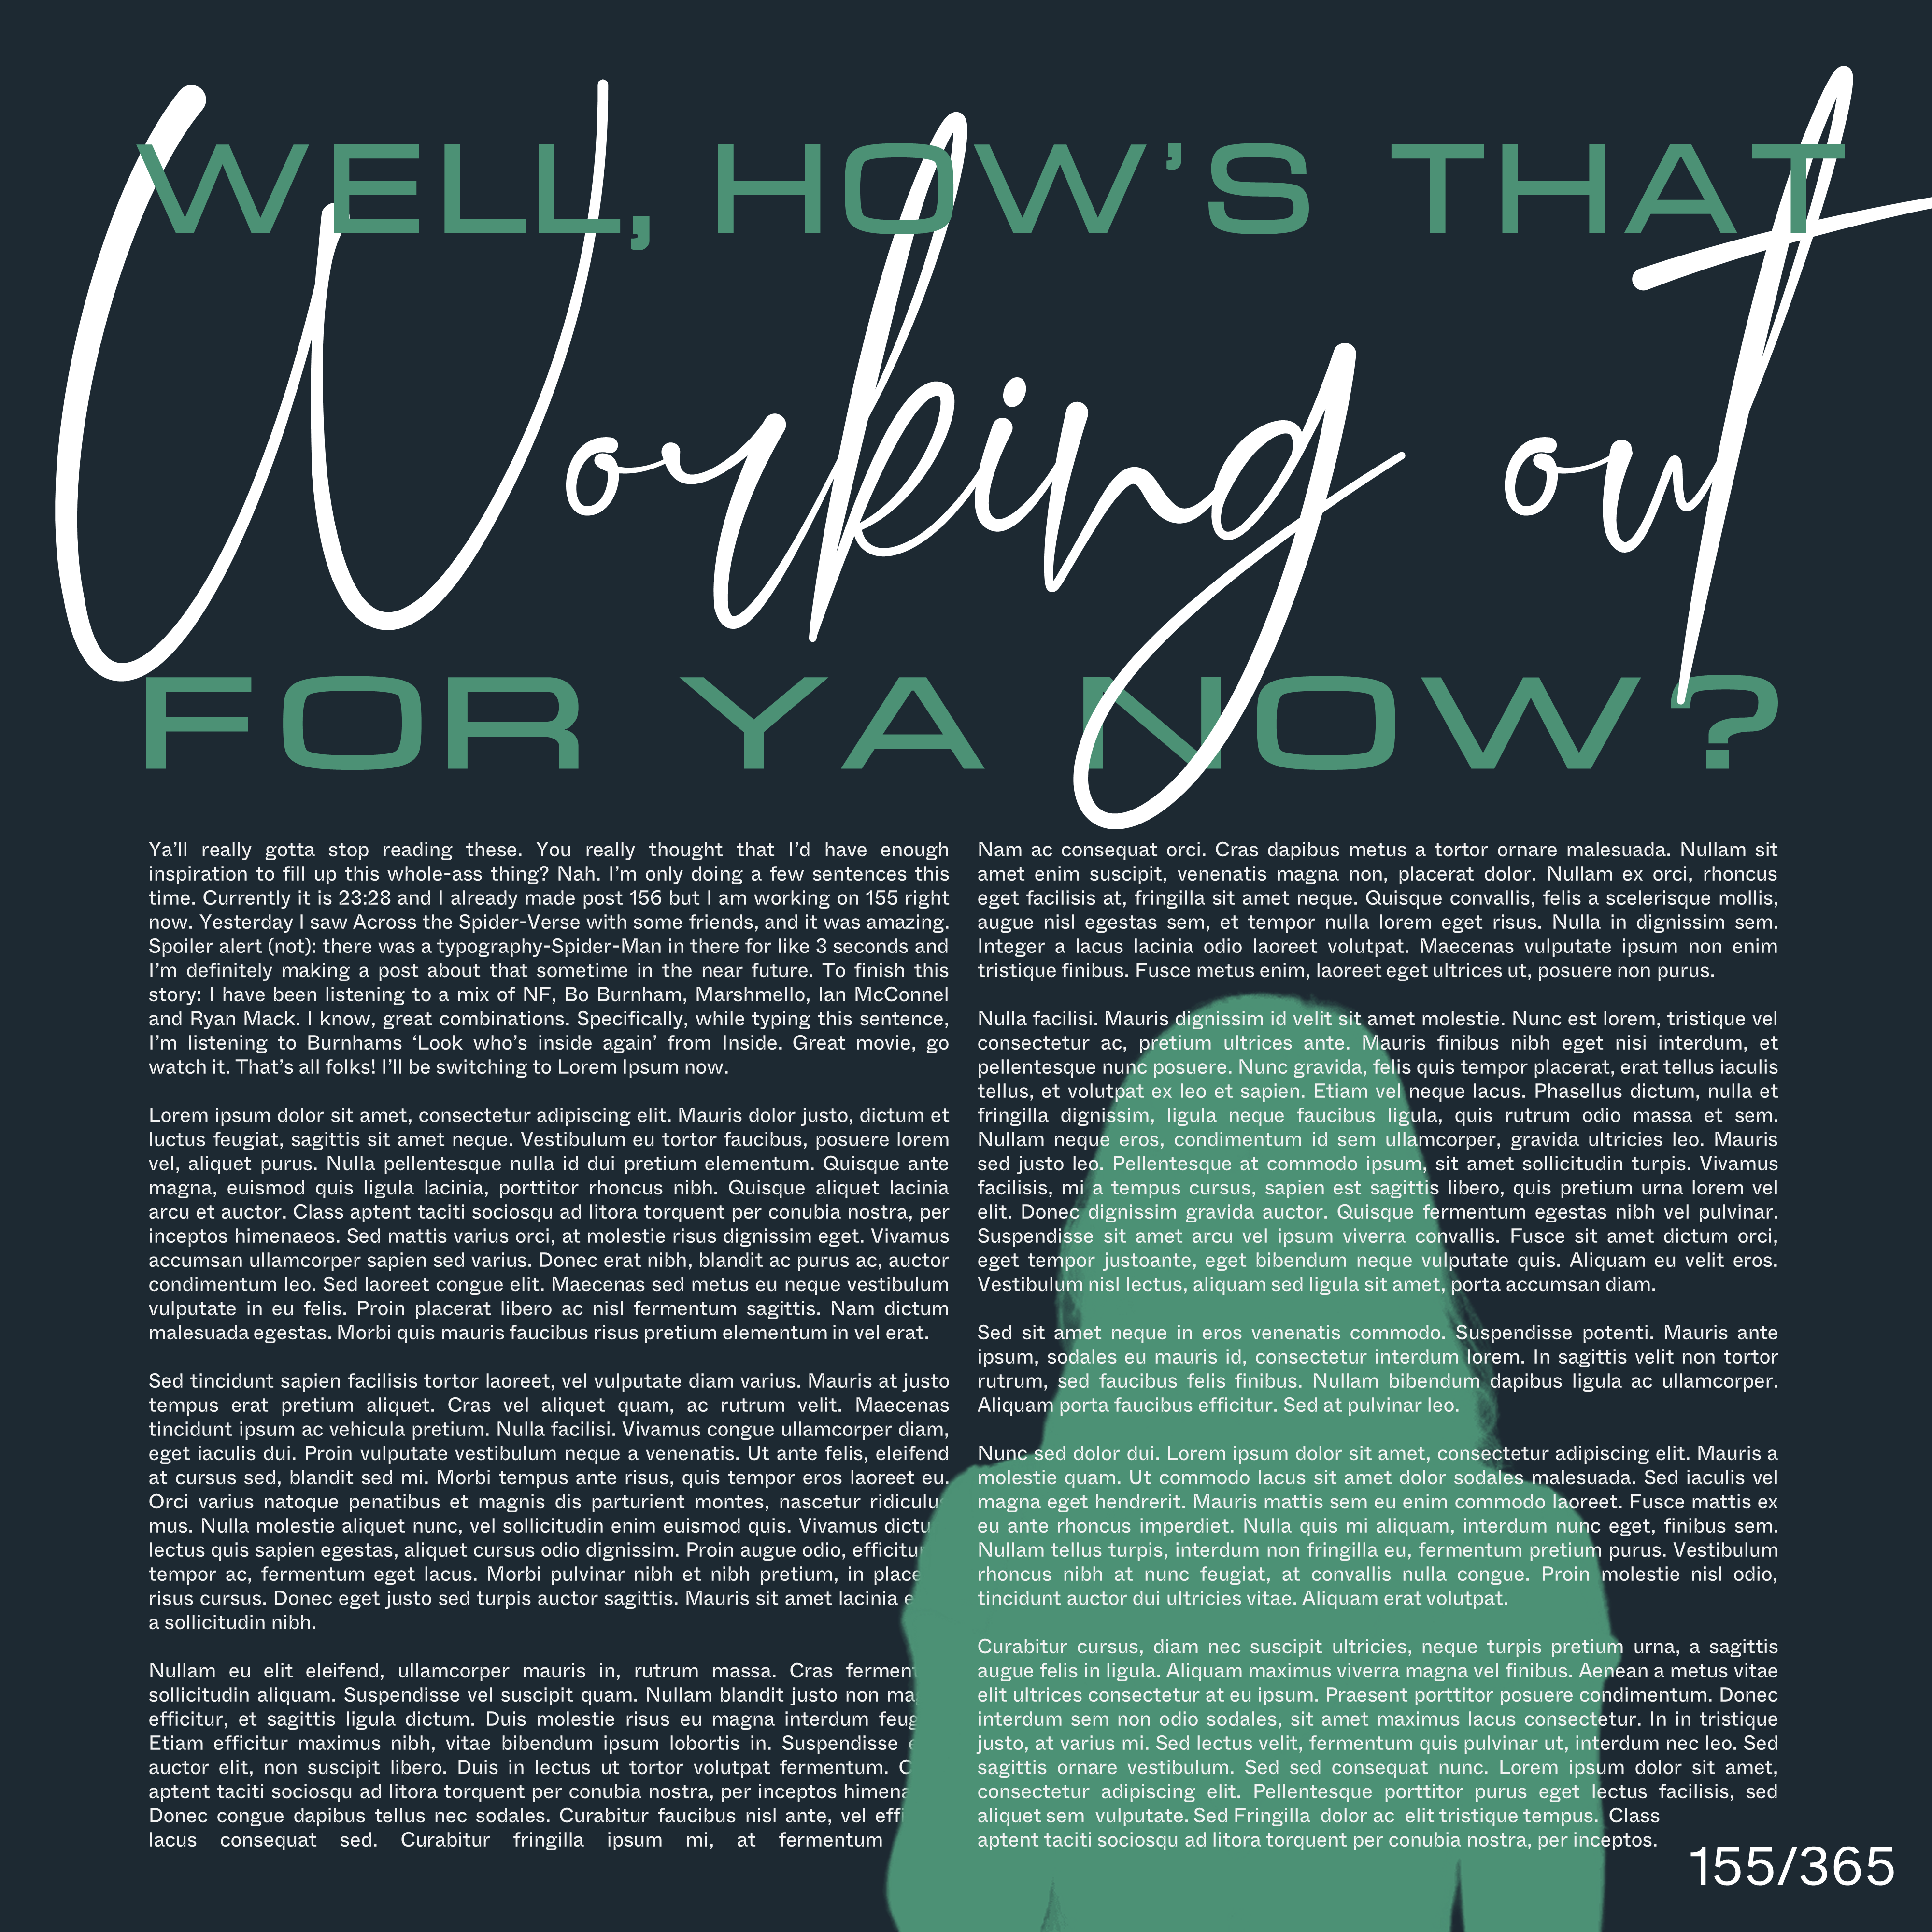 WELL, HOW'S THAT
Working out
FOR YA NOW?
Ya’ll really gotta stop reading these. You really thought that I’d have enough
inspiration to fill up this whole-ass thing? Nah. I’m only doing a few sentences this
time. Currently it is 23:28 and I already made post 156 but I am working on 155 right
now. Yesterday I saw Across the Spider-Verse with some friends, and it was amazing.
Spoiler alert (not): there was a typography-Spider-Man in there for like 3 seconds and
I’m definitely making a post about that sometime in the near future. To finish this
story: I have been listening to a mix of NF, Bo Burnham, Marshmello, Ian McConnel
and Ryan Mack. I know, great combinations. Specifically, while typing this sentence,
I’m listening to Burnhams ‘Look who’s inside again’ from Inside. Great movie, go
watch it. That’s all folks! I’ll be switching to Lorem Ipsum now.
Lorem ipsum dolor sit amet, consectetur adipiscing elit. Mauris dolor justo, dictum et
luctus feugiat, sagittis sit amet neque. Vestibulum eu tortor faucibus, posuere lorem
vel, aliquet purus. Nulla pellentesque nulla id dui pretium elementum. Quisque ante
magna, euismod quis ligula lacinia, porttitor rhoncus nibh. Quisque aliquet lacinia
arcu et auctor. Class aptent taciti sociosqu ad litora torquent per conubia nostra, per
inceptos himenaeos. Sed mattis varius orci, at molestie risus dignissim eget. Vivamus
accumsan ullamcorper sapien sed varius. Donec erat nibh, blandit ac purus ac, auctor
condimentum leo. Sed laoreet congue elit. Maecenas sed metus eu neque vestibulum
vulputate in eu felis. Proin placerat libero ac nisl fermentum sagittis. Nam dictum
malesuada egestas. Morbi quis mauris faucibus risus pretium elementum in vel erat.
Sed tincidunt sapien facilisis tortor laoreet, vel vulputate diam varius. Mauris at justo
tempus erat pretium aliquet. Cras vel aliquet quam, ac rutrum velit. Maecenas
tincidunt ipsum ac vehicula pretium. Nulla facilisi. Vivamus congue ullamcorper diam,
eget iaculis dui. Proin vulputate vestibulum neque a venenatis. Ut ante felis, eleifend
at cursus sed, blandit sed mi. Morbi tempus ante risus, quis tempor eros laoreet eu.
Orci varius natoque penatibus et magnis dis parturient montes, nascetur
mus. Nulla molestie aliquet nunc, vel sollicitudin enim euismod quis. Vivamus
lectus quis sapien egestas, aliquet cursus odio dignissim. Proin augue odio,
tempor ac, fermentum eget lacus. Morbi pulvinar nibh et nibh pretium, in
risus cursus. Donec eget justo sed turpis auctor sagittis. Mauris sit amet lacinia
a sollicitudin nibh.
Nullam eu elit eleifend, ullamcorper mauris in, rutrum massa. Cras
sollicitudin aliquam. Suspendisse vel suscipit quam. Nullam blandit justo non
efficitur, et sagittis ligula dictum. Duis molestie risus eu magna interdum
Etiam efficitur maximus nibh, vitae bibendum ipsum lobortis in. Suspendisse
auctor elit, non suscipit libero. Duis in lectus ut tortor volutpat fermentum.
aptent taciti sociosqu ad litora torquent per conubia nostra, per inceptos
Donec congue dapibus tellus nec sodales. Curabitur faucibus nisl ante, vel
lacus consequat sed. Curabitur fringilla ipsum mi, at fermentum
Nam ac consequat orci. Cras dapibus metus a tortor ornare malesuada. Nullam sit
amet enim suscipit, venenatis magna non, placerat dolor. Nullam ex orci, rhoncus
eget facilisis at, fringilla sit amet neque. Quisque convallis, felis a scelerisque mollis,
augue nisl egestas sem, et tempor nulla lorem eget risus. Nulla in dignissim sem.
Integer a lacus lacinia odio laoreet volutpat. Maecenas vulputate ipsum non enim
tristique finibus. Fusce metus enim, laoreet eget ultrices ut, posuere non purus.
Nulla facilisi. Mauris dignissim id velit sit amet molestie. Nunc est lorem, tristique vel
consectetur ac, pretium ultrices ante. Mauris finibus nibh eget nisi interdum, et
pellentesque nunc posuere. Nunc gravida, felis quis tempor placerat, erat tellus iaculis
tellus, et volutpat ex leo et sapien. Etiam vel neque lacus. Phasellus dictum, nulla et
fringilla dignissim, ligula neque faucibus ligula, quis rutrum odio massa et sem.
Nullam neque eros, condimentum id sem ullamcorper, gravida ultricies leo. Mauris
sed justo leo. Pellentesque at commodo ipsum, sit amet sollicitudin turpis. Vivamus
facilisis, mi a tempus cursus, sapien est sagittis libero, quis pretium urna lorem vel
elit. Donec dignissim gravida auctor. Quisque fermentum egestas nibh vel pulvinar.
Suspendisse sit amet arcu vel ipsum viverra convallis. Fusce sit amet dictum orci,
eget tempor justoante, eget bibendum neque vulputate quis. Aliquam eu velit eros.
Vestibulum nisl lectus, aliquam sed ligula sit amet, porta accumsan diam.
Sed sit amet neque in eros venenatis commodo. Suspendisse potenti. Mauris ante
ipsum, sodales eu mauris id, consectetur interdum lorem. In sagittis velit non tortor
rutrum, sed faucibus felis finibus. Nullam bibendum dapibus ligula ac ullamcorper.
Aliquam porta faucibus efficitur. Sed at pulvinar leo.
Nunc sed dolor dui. Lorem ipsum dolor sit amet, consectetur adipiscing elit. Mauris a
molestie quam. Ut commodo lacus sit amet dolor sodales malesuada. Sed iaculis vel
magna eget hendrerit. Mauris mattis sem eu enim commodo laoreet. Fusce mattis ex
eu ante rhoncus imperdiet. Nulla quis mi aliquam, interdum nunc eget, finibus sem.
Nullam tellus turpis, interdum non fringilla eu, fermentum pretium purus. Vestibulum
rhoncus nibh at nunc feugiat, at convallis nulla congue. Proin molestie nisl odio,
tincidunt auctor dui ultricies vitae. Aliquam erat volutpat.
Curabitur cursus, diam nec suscipit ultricies, neque turpis pretium urna, a sagittis
augue felis in ligula. Aliquam maximus viverra magna vel finibus. Aenean a metus vitae
elit ultrices consectetur at eu ipsum. Praesent porttitor posuere condimentum. Donec
interdum sem non odio sodales, sit amet maximus lacus consectetur. In in tristique
justo, at varius mi. Sed lectus velit, fermentum quis pulvinar ut, interdum nec leo. Sed
sagittis ornare vestibulum. Sed sed consequat nunc. Lorem ipsum dolor sit amet,
consectetur adipiscing elit. Pellentesque porttitor purus eget lectus facilisis, sed
aliquet sem vulputate. Sed Fringilla dolor ac elit tristique tempus. Class
aptent taciti sociosqu ad litora torquent per conubia nostra, per inceptos.
155/365